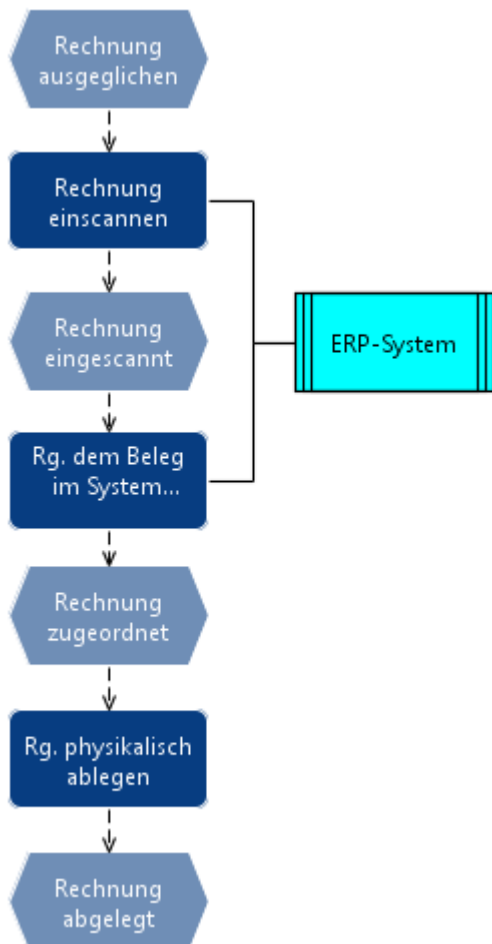 Rechnung
ausgeglichen
Rechnung
einscannen
Rechnung
eingescannt
ERP-System
Rg. dem Beleg
im System...
Rechnung
zugeordnet
Rg. physikalisch
ablegen
Rechnung
abgelegt